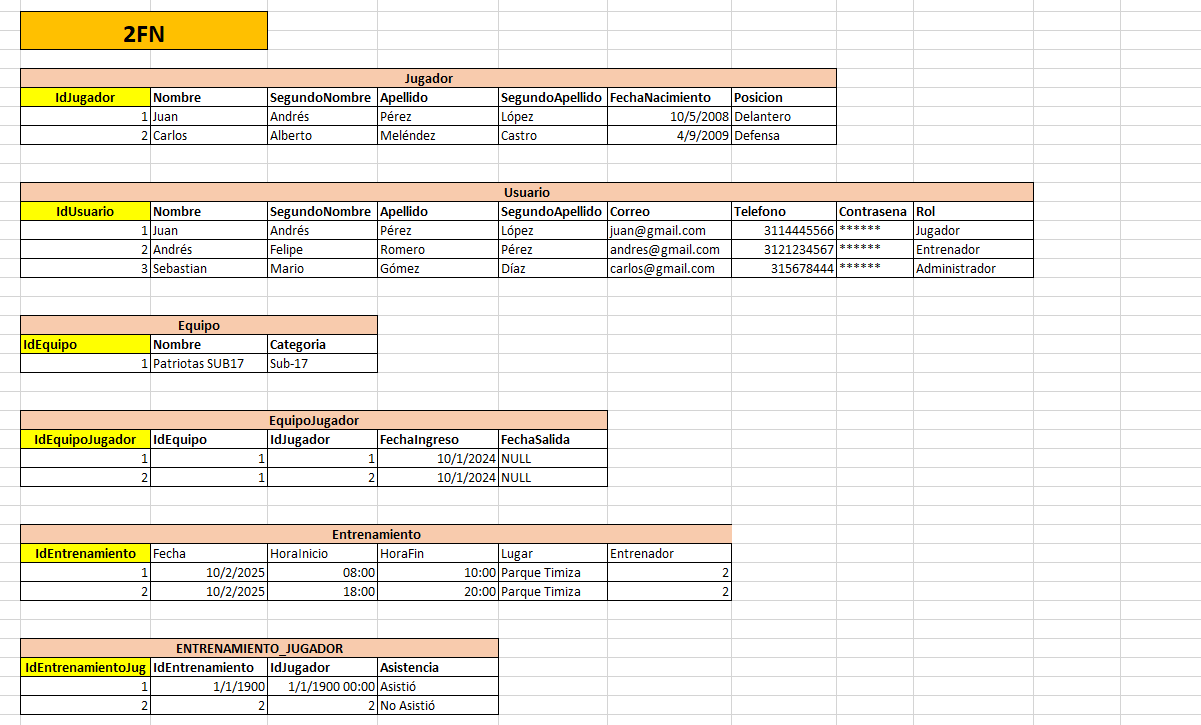 2FN
Jugador
IdJugador Nombre SegundoNombre Apellido SegundoApellido FechaNacimiento Posicion
1 Juan Andrés Pérez López 10/5/2008 Delantero
2 Carlos Alberto Meléndez Castro 4/9/2009 Defensa
Usuario
IdUsuario Nombre SegundoNombre Apellido SegundoApellido Correo Telefono Contrasena Rol
1 Juan Andrés Pérez López juan@gmail.com 3114445566 ****** Jugador
2 Andrés Felipe Romero Pérez andres@gmail.com 3121234567 ****** Entrenador
3 Sebastian Mario Gómez Díaz carlos@gmail.com 315678444 ****** Administrador
Equipo
IdEquipo Nombre Categoria
1 Patriotas SUB17 Sub-17
EquipoJugador
IdEquipoJugador IdEquipo IdJugador FechaIngreso FechaSalida
1 1 1 10/1/2024 NULL
2 1 2 10/1/2024 NULL
Entrenamiento
IdEntrenamiento Fecha HoraInicio HoraFin Lugar Entrenador
1 10/2/2025 08:00 10:00 Parque Timiza 2
2 10/2/2025 18:00 20:00 Parque Timiza 2
ENTRENAMIENTO_JUGADOR
IdEntrenamientoJug IdEntrenamiento IdJugador Asistencia
1 1/1/1900 1/1/1900 00:00 Asistió
2 2 2 No Asistió